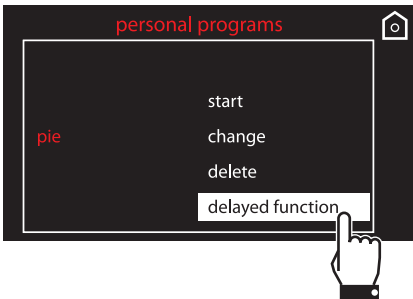 personal programs
start
pie change
delete
delayed function